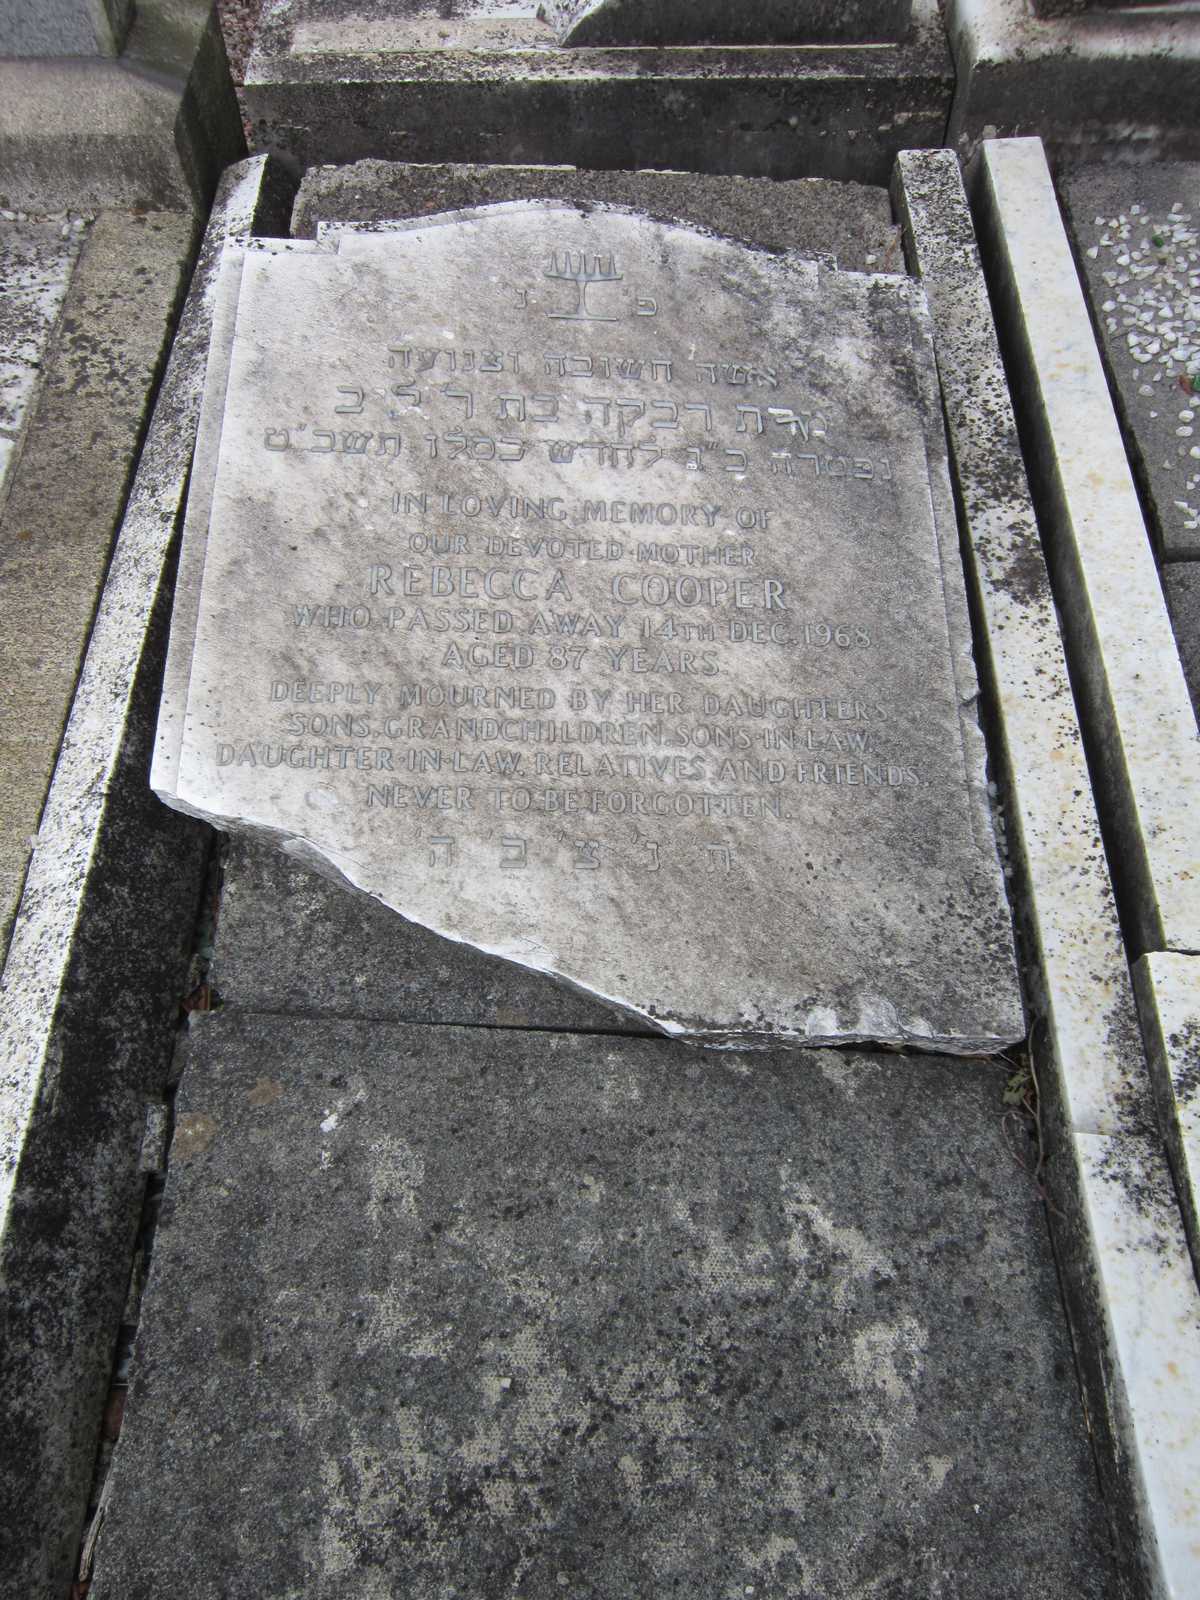 פ נ
אשה חשובה וצנועה
מרת רבקה בת ר' ליב
נפטרה כ"ג לחדש כסלו תשכ"ט
IN LOVING MEMORY OF
OUR DEVOTED MOTHER
REBECCA COOPER
WHO PASSED AWAY 14TH DEC. 1968
AGED 87 YEARS.
DEEPLY MOURNED BY HER DAUGHTERS
SONS, GRANDCHILDREN, SONS-IN-LAW,
DAUGHTER-IN-LAW, RELATIVES AND FRIENDS.
NEVER TO BE FORGOTTEN.
ת' נ' צ' ב' ה'